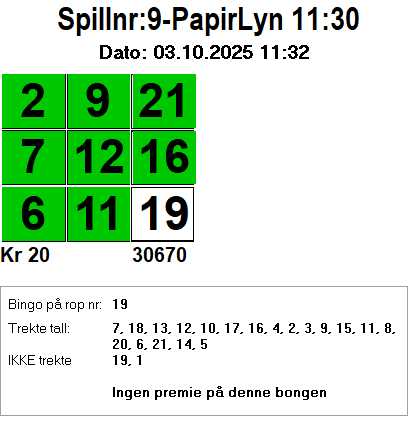 Spillnr:9-PapirLyn 11:30
Dato: 03.10.2025 11:32
2 9 21
7 12 16
6 11 19
Kr 20 30670
Bingo på rop nr: 19
Trekte tall: 7, 18, 13, 12, 10, 17, 16, 4, 2, 3, 9, 15, 11, 8,
20, 6, 21, 14, 5
IKKE trekte 19, 1
Ingen premie på denne bongen